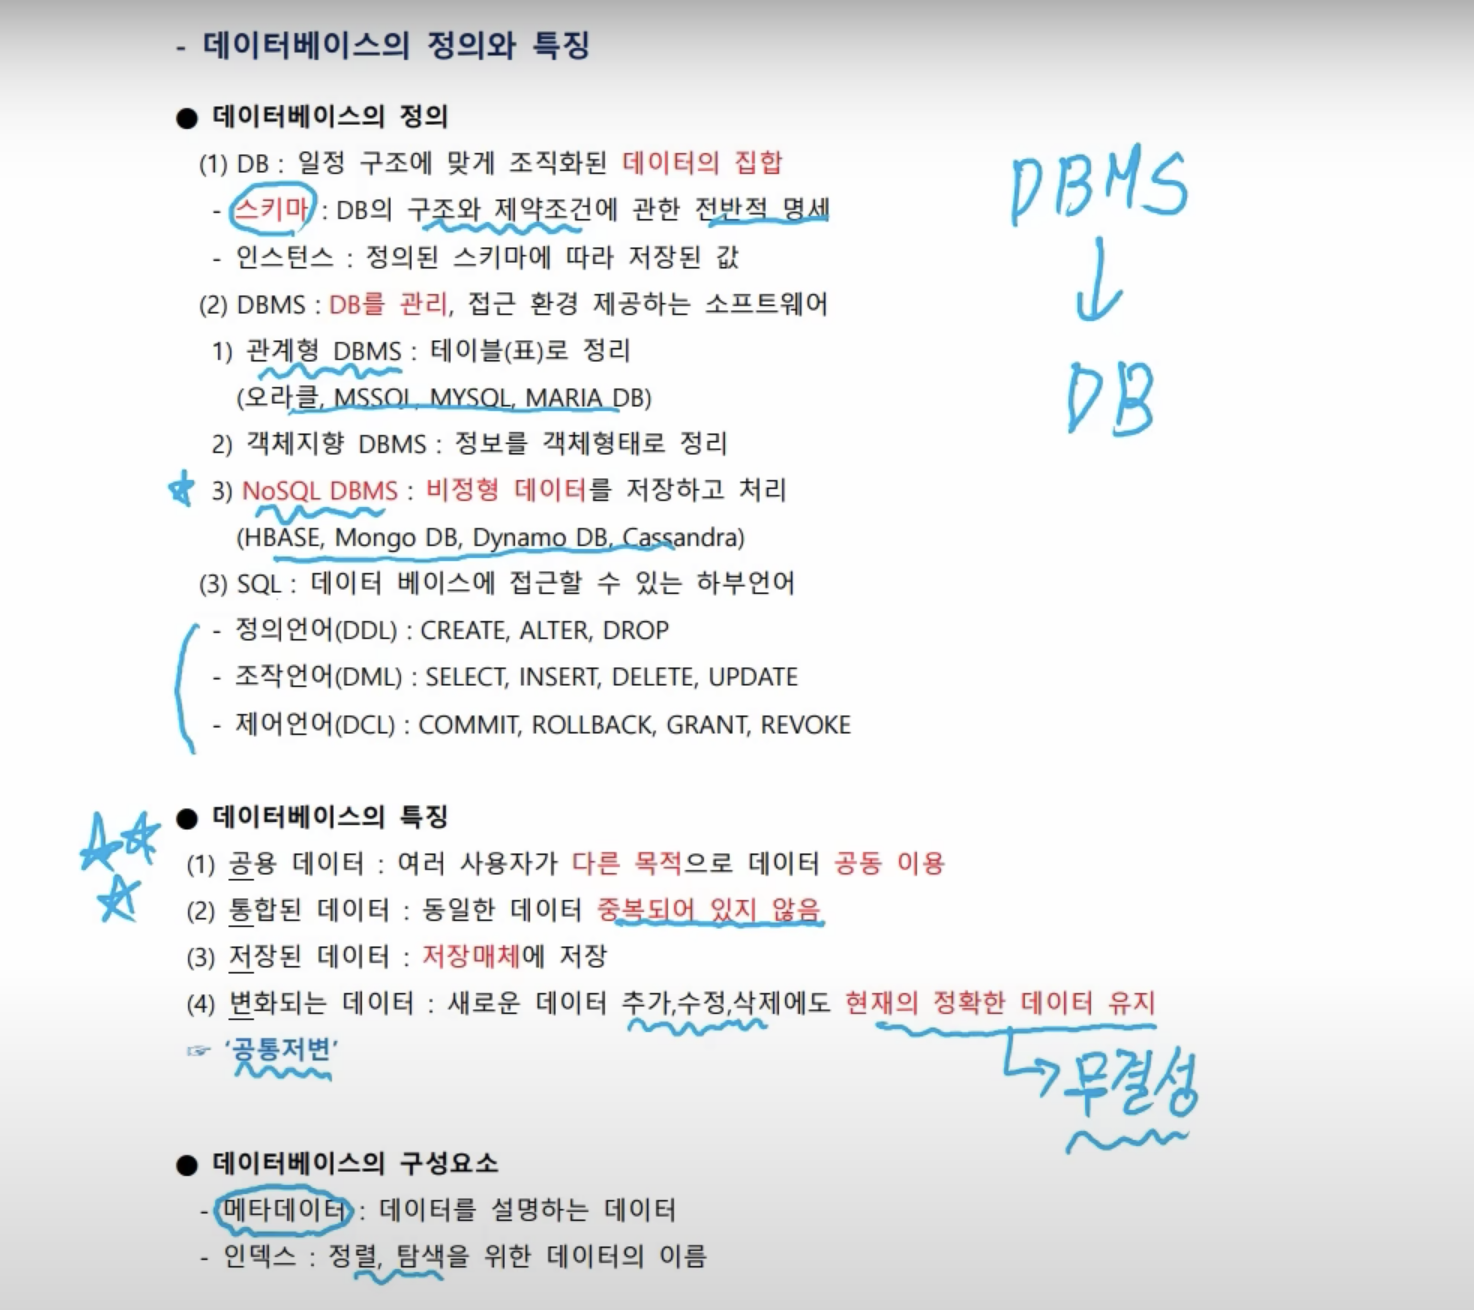 - 데이터베이스의 정의와 특징
● 데이터베이스의 정의
(1) DB : 일정 구조에 맞게 조직화된 데이터의 집합
- 스키마 : DB의 구조와 제약조건에 관한 전반적 명세
- 인스턴스 : 정의된 스키마에 따라 저장된 값
(2) DBMS : DB를 관리, 접근 환경 제공하는 소프트웨어
1) 관계형 DBMS : 테이블(표)로 정리
(오라클, MSSQL, MYSQL, MARIA DB)
2) 객체지향 DBMS : 정보를 객체형태로 정리
3) NoSQL DBMS : 비정형 데이터를 저장하고 처리
(HBASE, Mongo DB, Dynamo DB, Cassandra)
(3) SQL : 데이터 베이스에 접근할 수 있는 하부언어
- 정의언어(DDL) : CREATE, ALTER, DROP
- 조작언어(DML) : SELECT, INSERT, DELETE, UPDATE
- 제어언어(DCL) : COMMIT, ROLLBACK, GRANT, REVOKE
DBMS
↓
DB
● 데이터베이스의 특징
(1) 공용 데이터 : 여러 사용자가 다른 목적으로 데이터 공동 이용
(2) 통합된 데이터 : 동일한 데이터 중복되어 있지 않음
(3) 저장된 데이터 : 저장매체에 저장
(4) 변화되는 데이터 : 새로운 데이터 추가,수정,삭제에도 현재의 정확한 데이터 유지
☞ '공통저변'
→ 무결성
● 데이터베이스의 구성요소
- 메타데이터 : 데이터를 설명하는 데이터
- 인덱스 : 정렬, 탐색을 위한 데이터의 이름